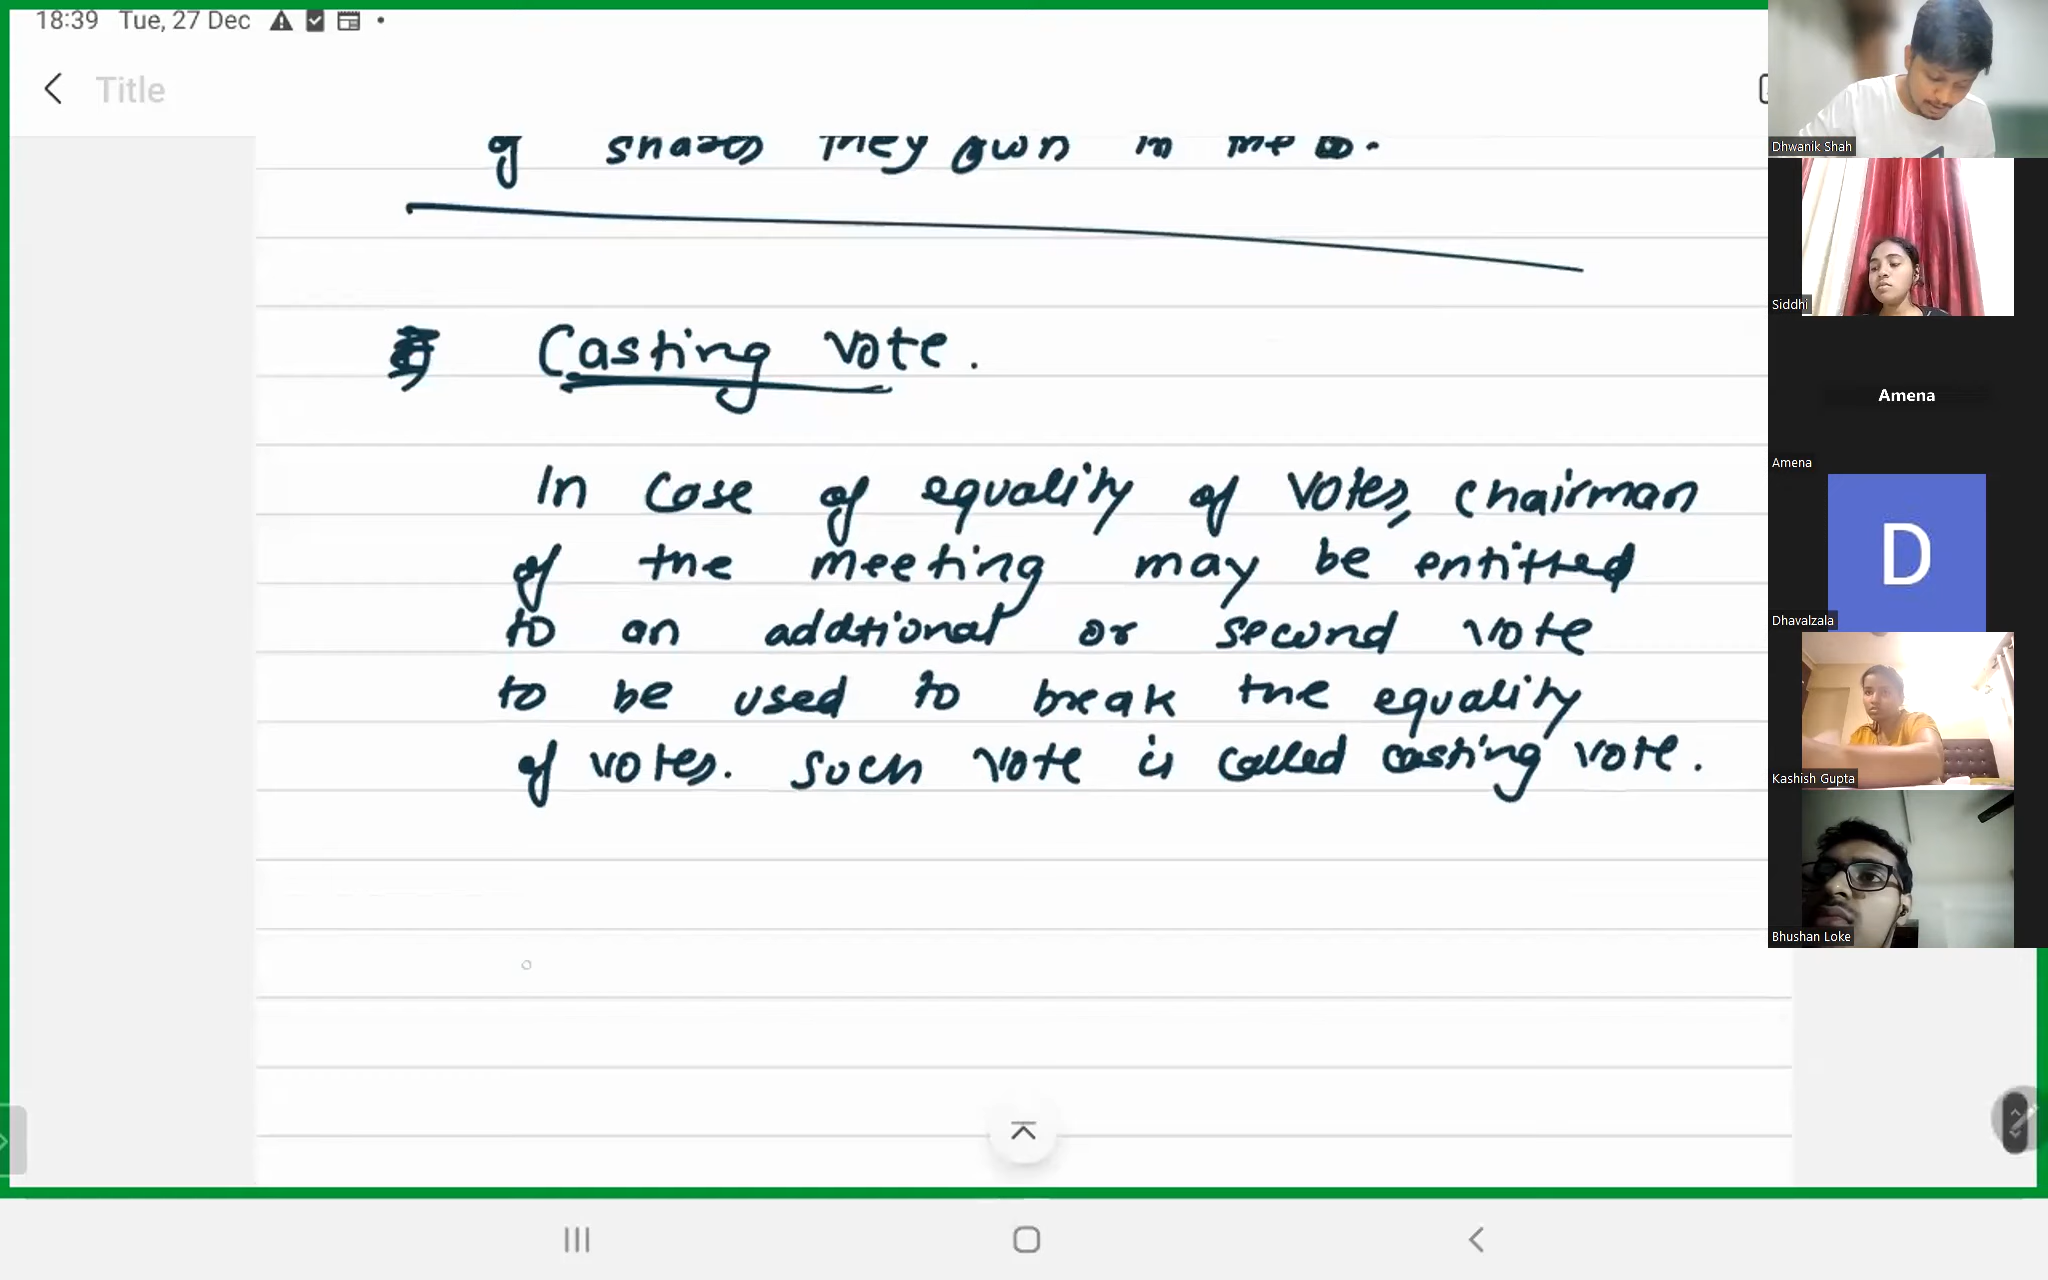 18:39 Tue, 27 Dec
Title
of shares they own in the co.
Casting vote.
In case of equality of votes, chairman
of the meeting may be entitled
to an addtional or second vote
to be used to break the equality
of votes. Such vote is called casting vote.
Dhwanik Shah
Siddhi
Amena
Amena
D
Dhavalzala
Kashish Gupta
Bhushan Loke